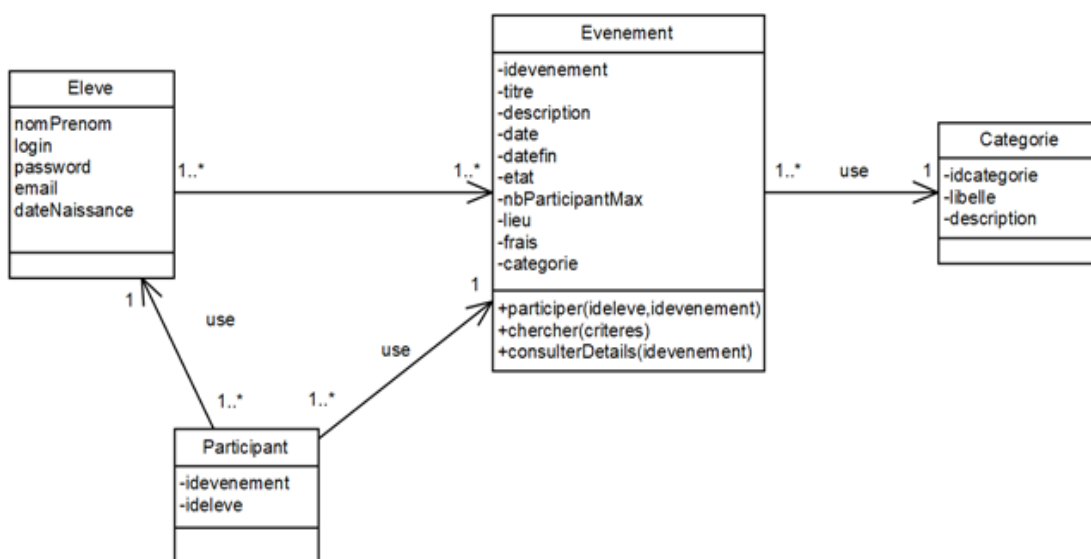 Eleve
nomPrenom
login
password
email
dateNaissance
1..*
1..*
Evenement
-idevenement
-titre
-description
-date
-datefin
-etat
-nbParticipantMax
-lieu
-frais
-categorie
+participer(ideleve,idevenement)
+chercher(criteres)
+consulterDetails(idevenement)
1..*
use
1
Categorie
-idcategorie
-libelle
-description
1
use
1..*
1
use
1..*
Participant
-idevenement
-ideleve